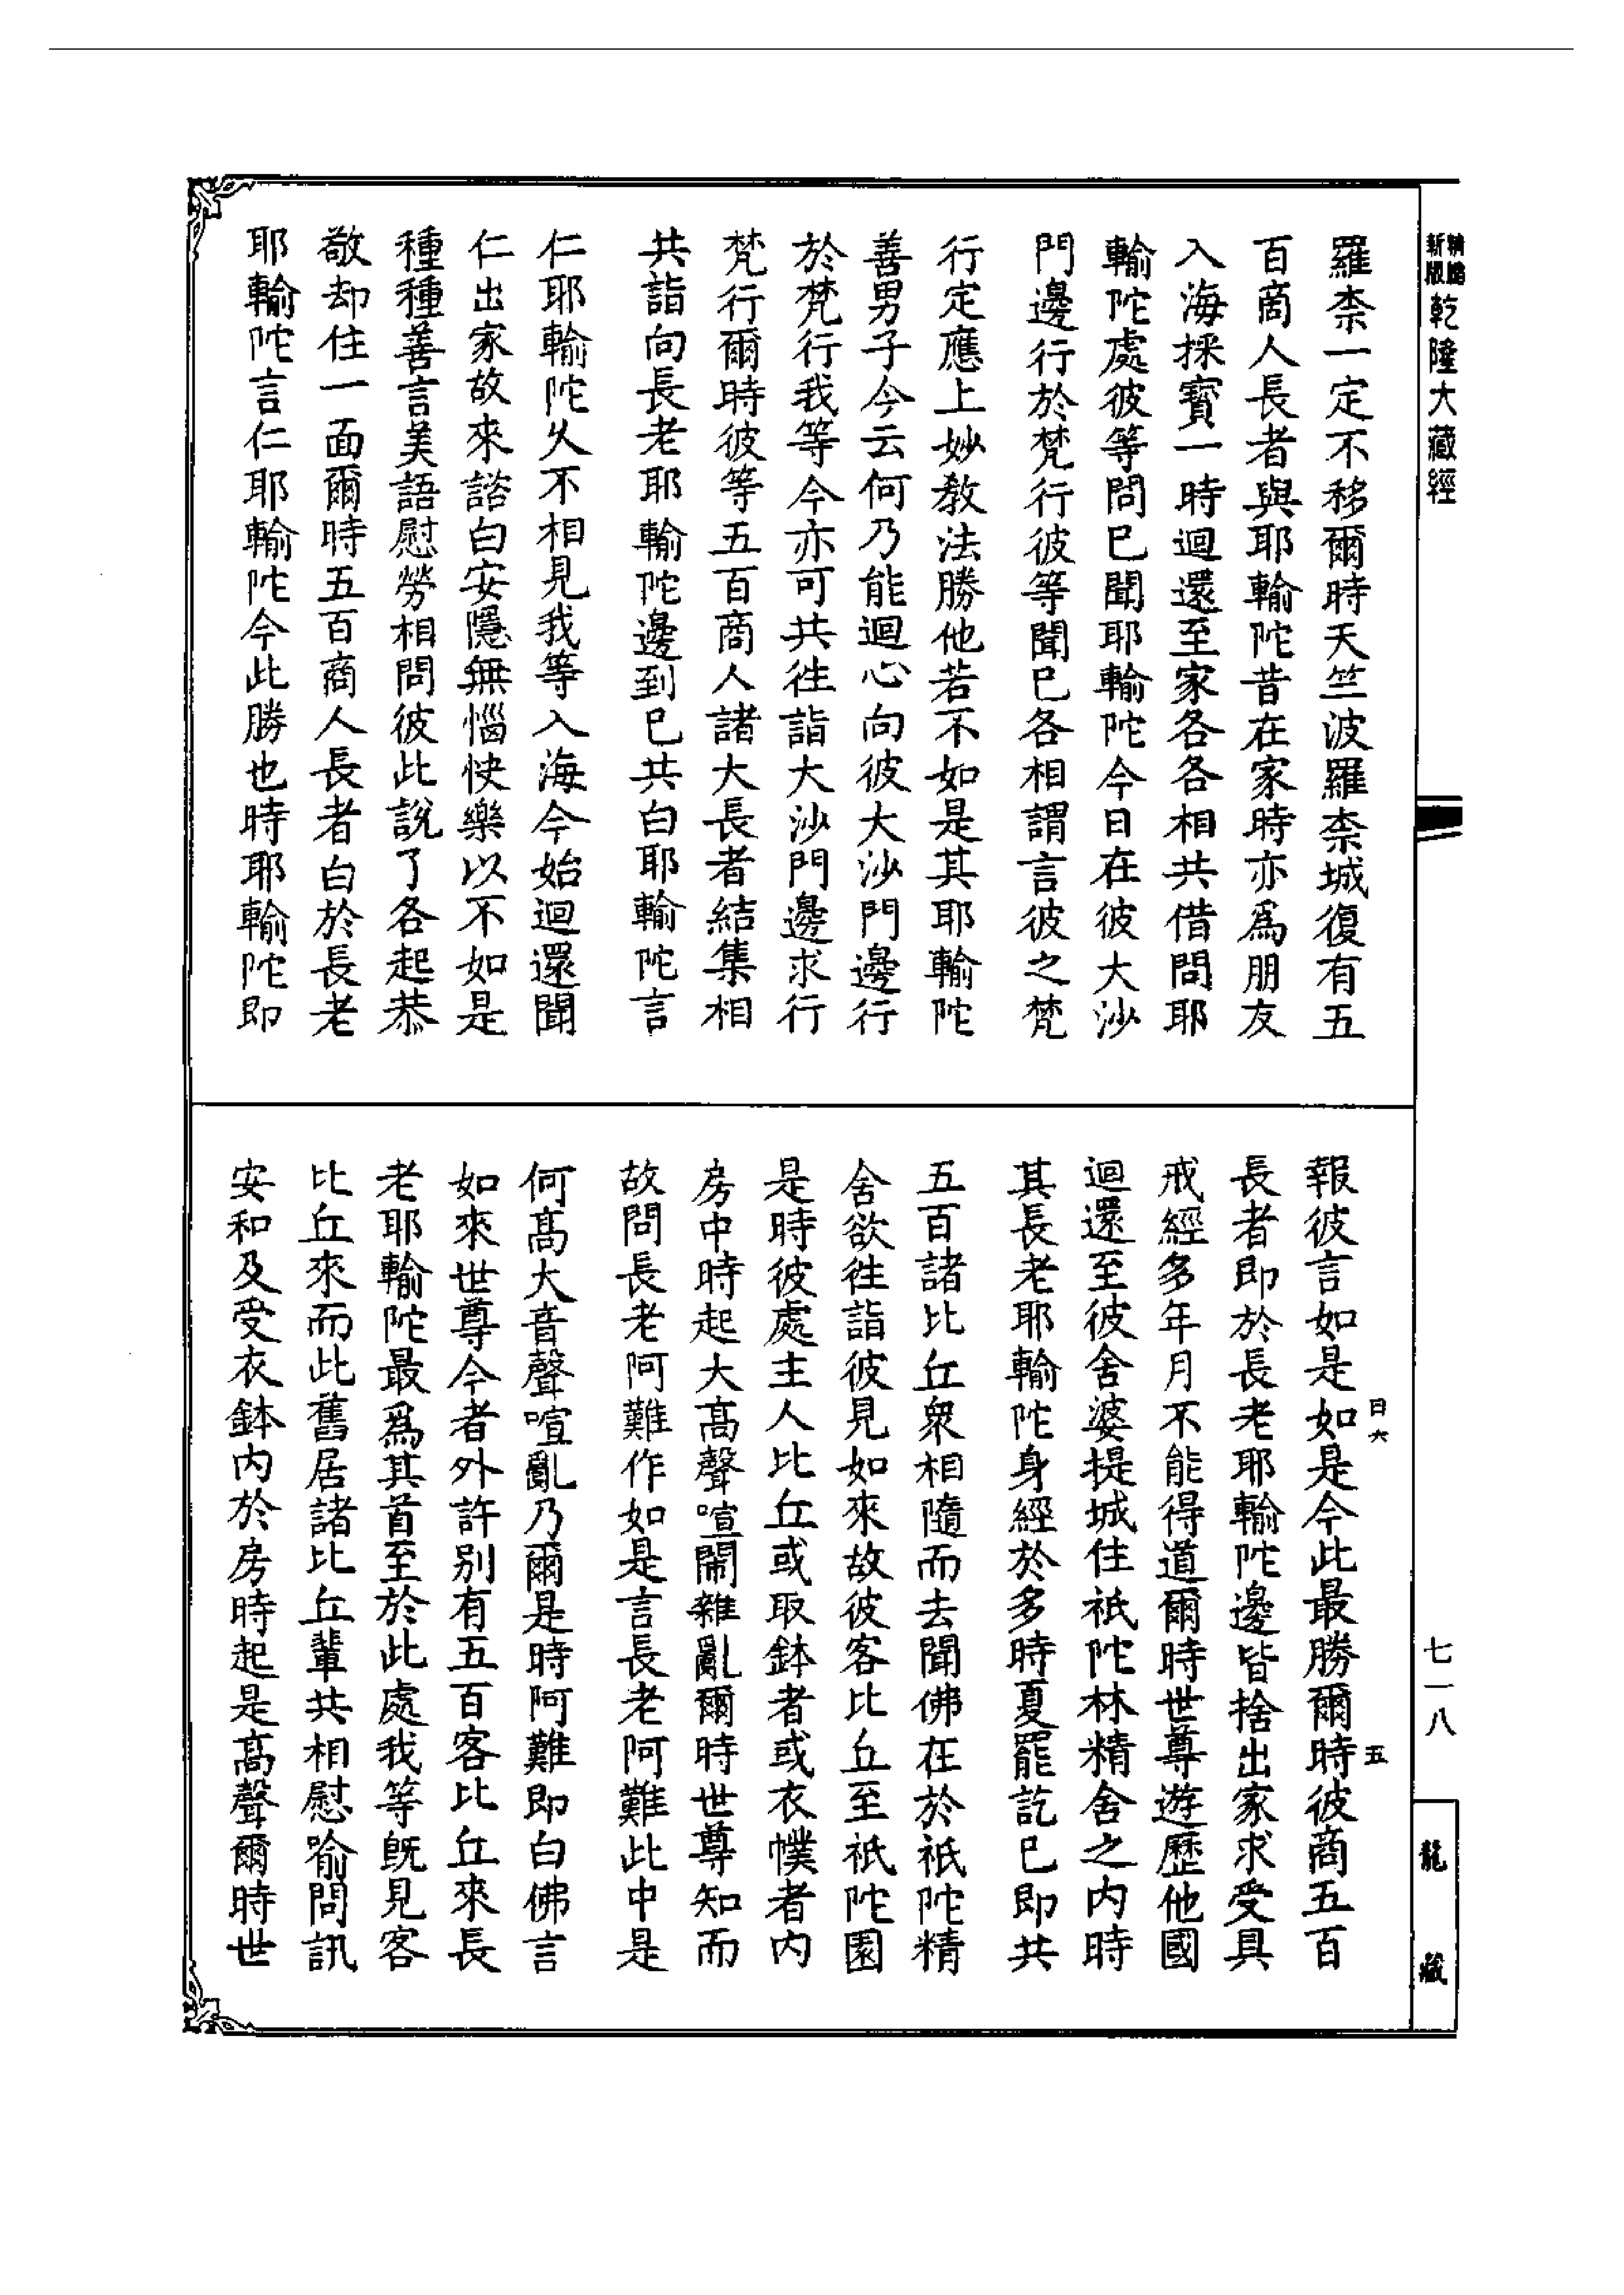 新版精縮乾隆大藏經
羅柰一定不移爾時天竺波羅柰城復有五
百商人長者與耶輸陀昔在家時亦爲朋友
入海採寶一時迴還至家各各相共借問耶
輸陀處彼等問已聞耶輸陀今日在彼大沙
門邊行於梵行彼等聞已各相謂言彼之梵
行定應上妙教法勝他若不如是其耶輸陀
善男子今云何乃能迴心向彼大沙門邊行
於梵行我等今亦可共往詣大沙門邊求行
梵行爾時彼等五百商人諸大長者結集相
共詣向長老耶輸陀邊到已共白耶輸陀言
仁耶輸陀乆不相見我等入海今始迴還聞
仁出家故來諮白安隱無惱快樂以不如是
種種善言美語慰勞相問彼此說了各起恭
敬却住一面爾時五百商人長者白於長老
耶輸陀言仁耶輸陀今此勝也時耶輸陀即
報彼言如是如是今此最勝爾時彼商五百
長者即於長老耶輸陀邊皆捨出家求受具
戒經多年月不能得道爾時世尊遊歷他國
迴還至彼舍婆提城住祇陀林精舍之內時
其長老耶輸陀身經於多時夏罷訖已即共
五百諸比丘衆相隨而去聞佛在於祇陀精
舍欲往詣彼見如來故彼客比丘至祇陀園
是時彼處主人比丘或取鉢者或衣幞者內
房中時起大高聲喧鬧雜亂爾時世尊知而
故問長老阿難作如是言長老阿難此中是
何高大音聲喧亂乃爾是時阿難即白佛言
如來世尊今者外許别有五百客比丘來長
老耶輸陀最爲其首至於此處我等旣見客
比丘來而此舊居諸比丘輩共相慰喻問訊
安和及受衣鉢內於房時起是高聲爾時世
日六
五
七一八
龍藏